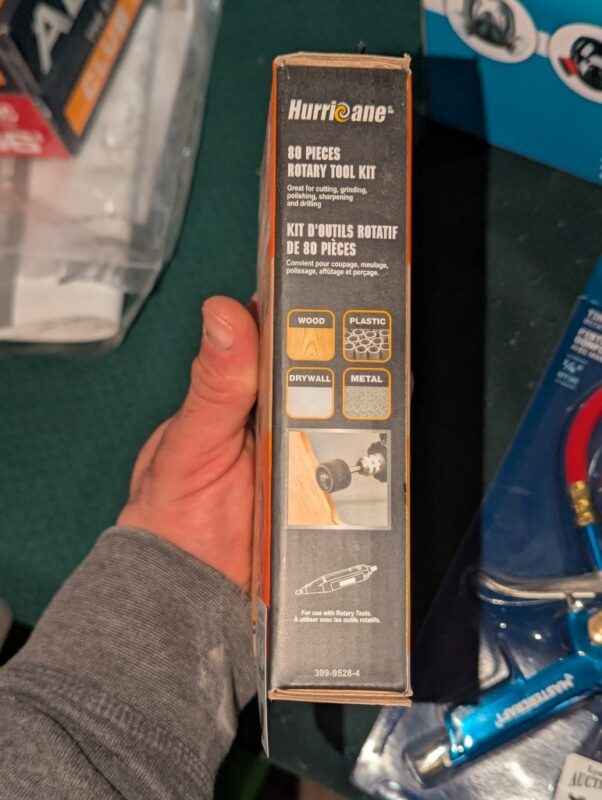 Hurricane
80 PIECES
ROTARY TOOL KIT
Great for cutting, grinding,
polishing, sharpening
and drilling
KIT D'OUTILS ROTATIF
DE 80 PIÈCES
Convient pour coupage, meulage,
polissage, affûtage et perçage.
WOOD
PLASTIC
DRYWALL
METAL
For use with Rotary Tools.
À utiliser avec les outils rotatifs.
399-9528-4
MASTERCRAFT